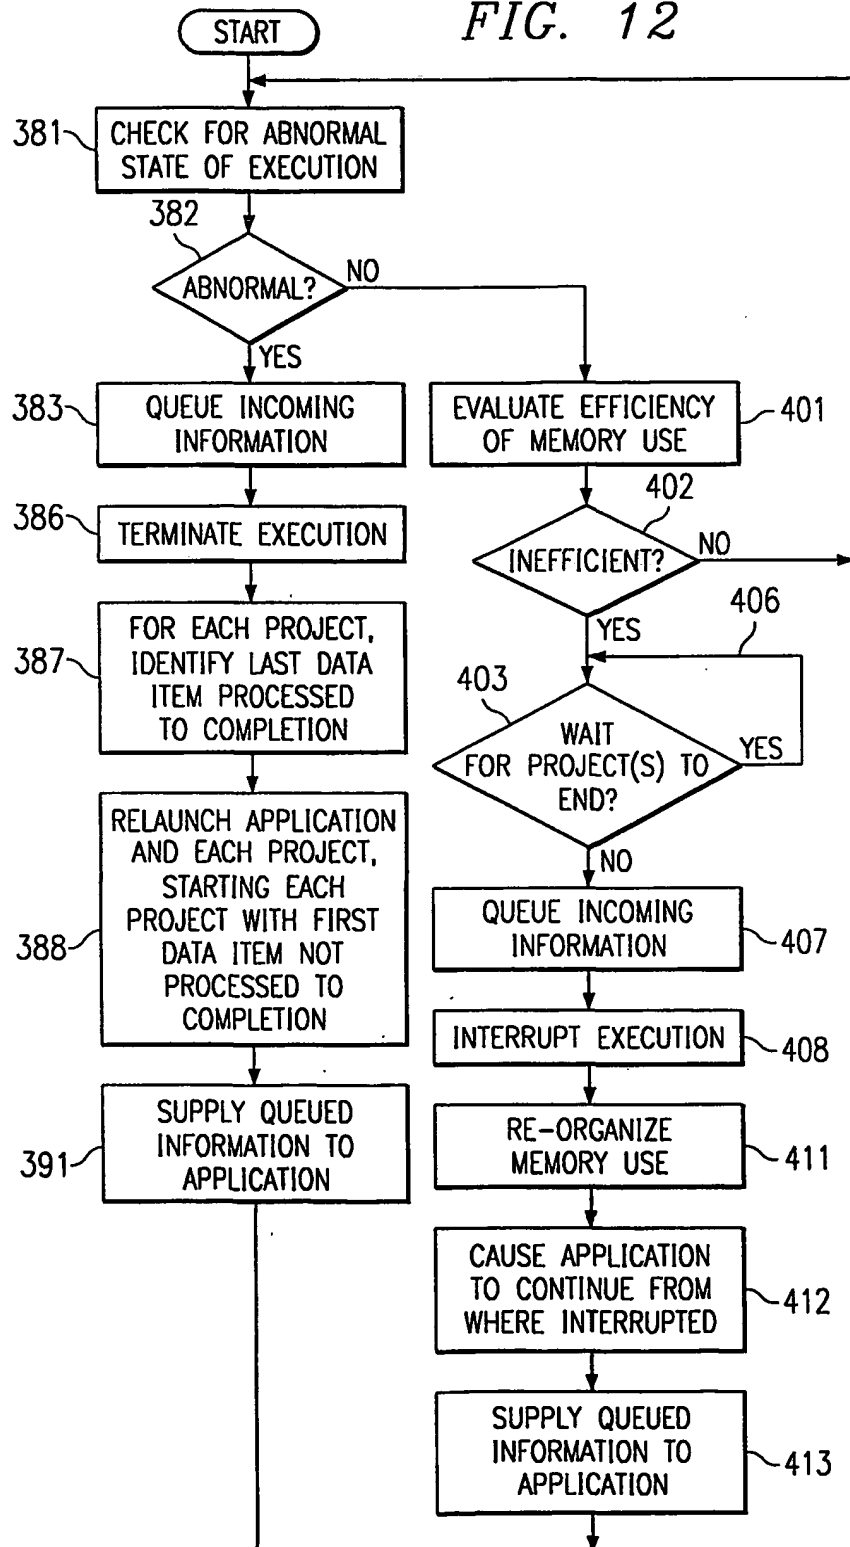 FIG. 12
START
381
CHECK FOR ABNORMAL
STATE OF EXECUTION
382
ABNORMAL?
NO
YES
383
QUEUE INCOMING
INFORMATION
386
TERMINATE EXECUTION
387
FOR EACH PROJECT,
IDENTIFY LAST DATA
ITEM PROCESSED
TO COMPLETION
388
RELAUNCH APPLICATION
AND EACH PROJECT,
STARTING EACH
PROJECT WITH FIRST
DATA ITEM NOT
PROCESSED TO
COMPLETION
391
SUPPLY QUEUED
INFORMATION TO
APPLICATION
EVALUATE EFFICIENCY
OF MEMORY USE
401
402
INEFFICIENT?
NO
YES
406
403
WAIT
FOR PROJECT(S) TO
END?
YES
NO
QUEUE INCOMING
INFORMATION
407
INTERRUPT EXECUTION
408
RE-ORGANIZE
MEMORY USE
411
CAUSE APPLICATION
TO CONTINUE FROM
WHERE INTERRUPTED
412
SUPPLY QUEUED
INFORMATION TO
APPLICATION
413